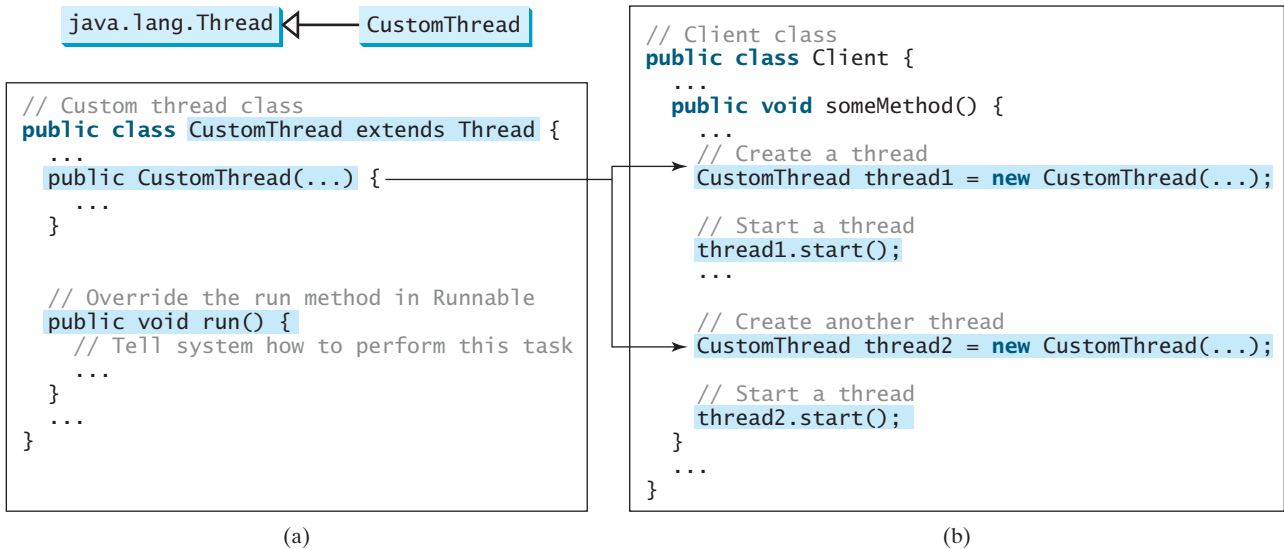 java.lang.Thread
CustomThread
// Custom thread class
public class CustomThread extends Thread {
...
public CustomThread(...) {
...
}
// Override the run method in Runnable
public void run() {
// Tell system how to perform this task
...
}
...
}
(a)
// Client class
public class Client {
...
public void someMethod() {
...
// Create a thread
CustomThread thread1 = new CustomThread(...);
// Start a thread
thread1.start();
...
// Create another thread
CustomThread thread2 = new CustomThread(...);
// Start a thread
thread2.start();
}
...
}
(b)